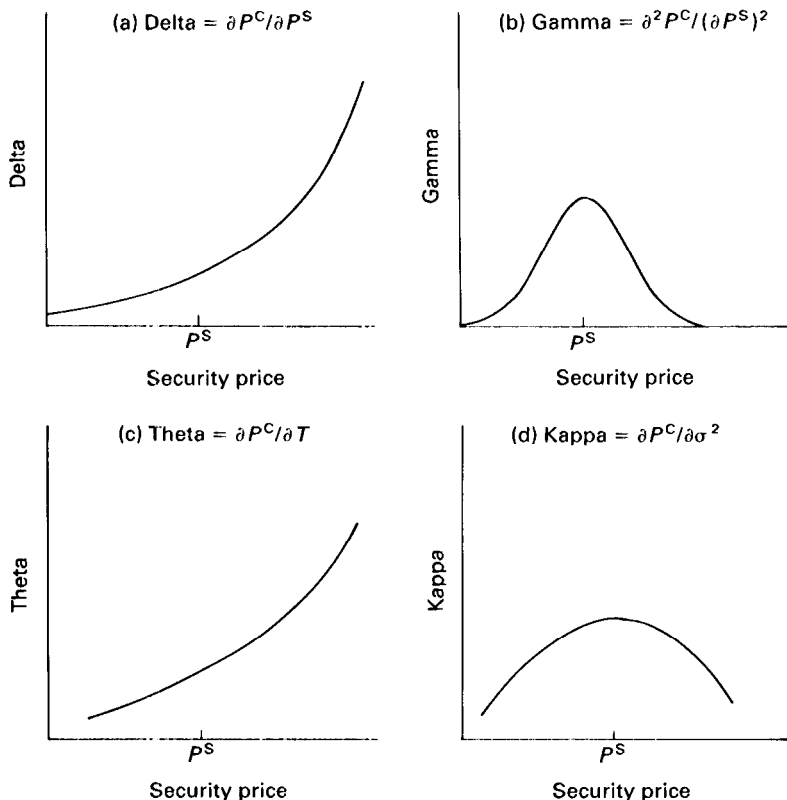 (a) Delta = ∂P^C/∂P^S
Delta
P^S
Security price
(b) Gamma = ∂²P^C/(∂P^S)²
Gamma
P^S
Security price
(c) Theta = ∂P^C/∂T
Theta
P^S
Security price
(d) Kappa = ∂P^C/∂σ²
Kappa
P^S
Security price